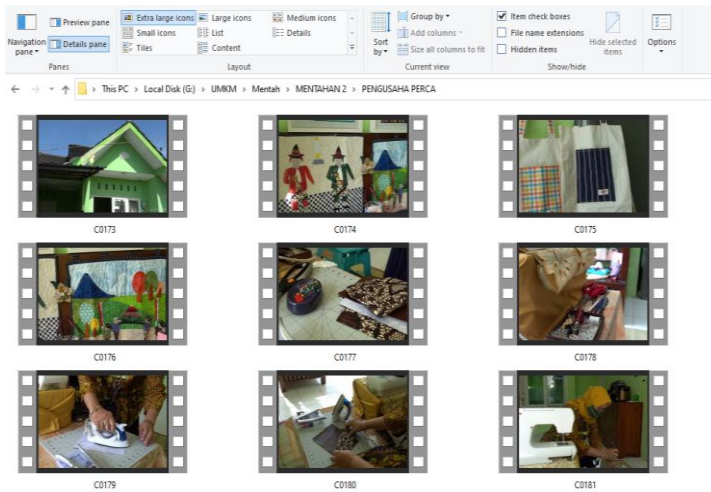 Preview pane
Navigation pane
Details pane
Panes
Extra large icons
Large icons
Medium icons
Small icons
List
Details
Tiles
Content
Layout
Sort by
Group by
Add columns
Size all columns to fit
Current view
Item check boxes
File name extensions
Hidden items
Hide selected items
Show/hide
Options
This PC > Local Disk (G:) > UMKM > Mentah > MENTAHAN 2 > PENGUSAHA PERCA
C0173
C0174
C0175
C0176
C0177
C0178
C0179
C0180
C0181